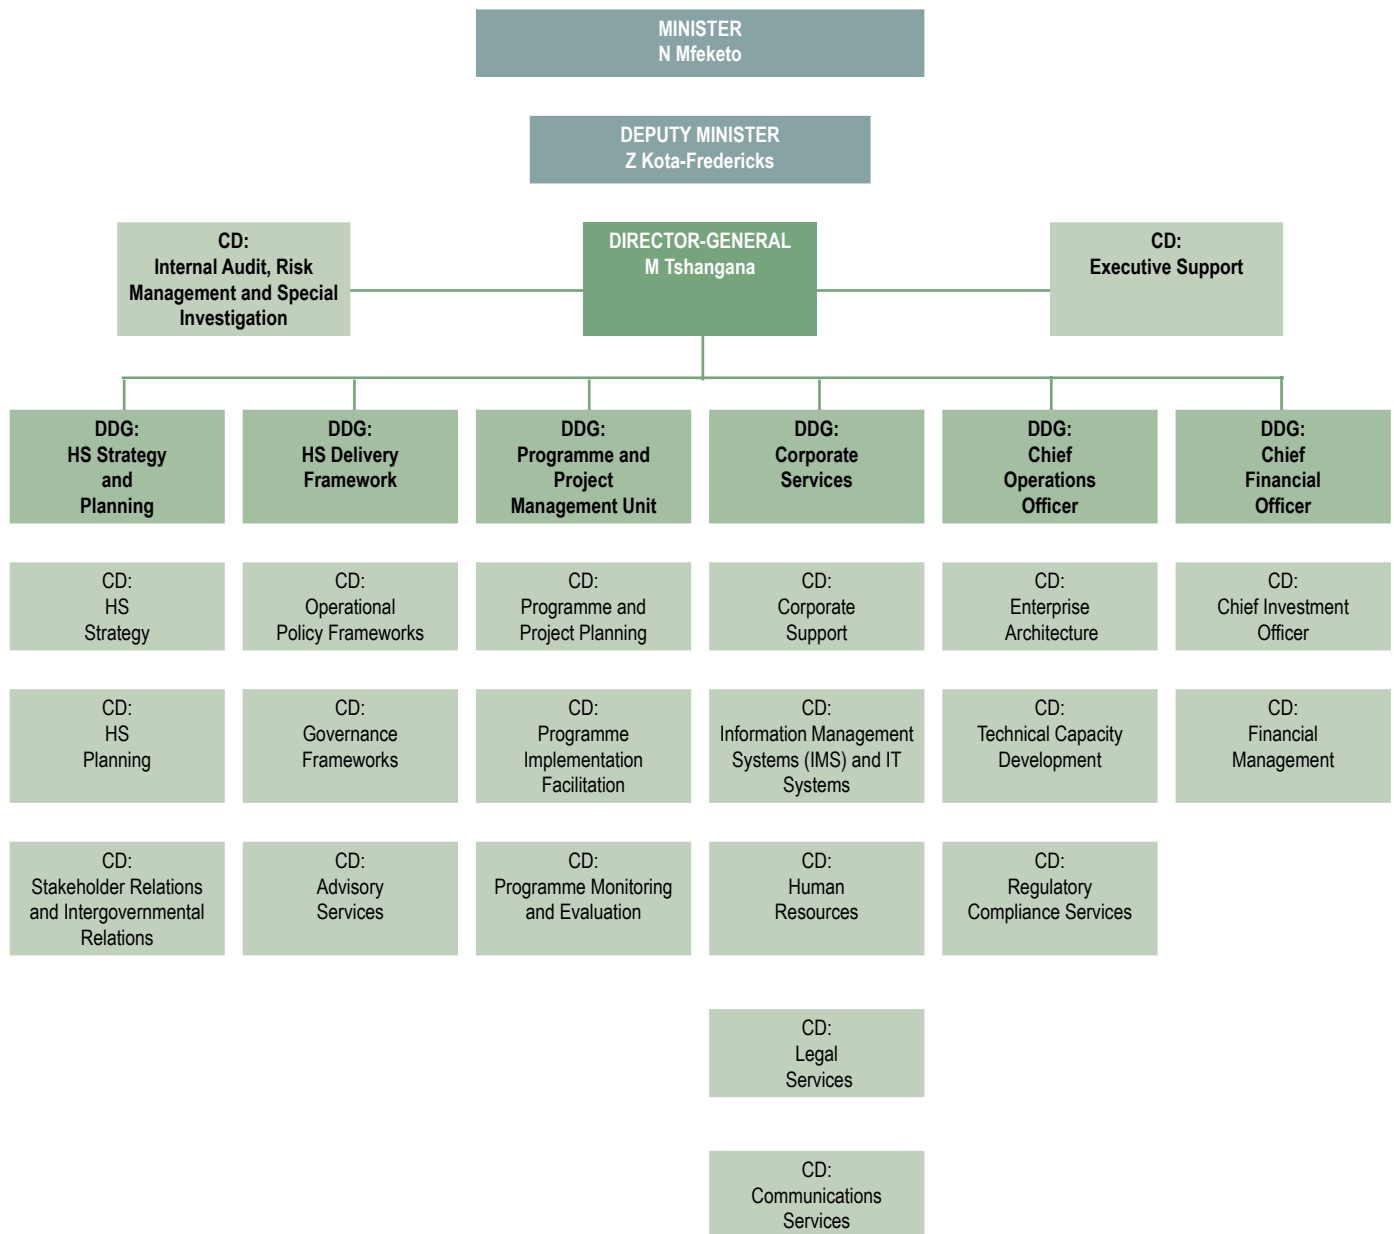 MINISTER
N Mfeketo
DEPUTY MINISTER
Z Kota-Fredericks
CD:
Internal Audit, Risk
Management and Special
Investigation
DIRECTOR-GENERAL
M Tshangana
CD:
Executive Support
DDG:
HS Strategy
and
Planning
DDG:
HS Delivery
Framework
DDG:
Programme and
Project
Management Unit
DDG:
Corporate
Services
DDG:
Chief
Operations
Officer
DDG:
Chief
Financial
Officer
CD:
HS
Strategy
CD:
Operational
Policy Frameworks
CD:
Programme and
Project Planning
CD:
Corporate
Support
CD:
Enterprise
Architecture
CD:
Chief Investment
Officer
CD:
HS
Planning
CD:
Governance
Frameworks
CD:
Programme
Implementation
Facilitation
CD:
Information Management
Systems (IMS) and IT
Systems
CD:
Technical Capacity
Development
CD:
Financial
Management
CD:
Stakeholder Relations
and Intergovernmental
Relations
CD:
Advisory
Services
CD:
Programme Monitoring
and Evaluation
CD:
Human
Resources
CD:
Regulatory
Compliance Services
CD:
Legal
Services
CD:
Communications
Services